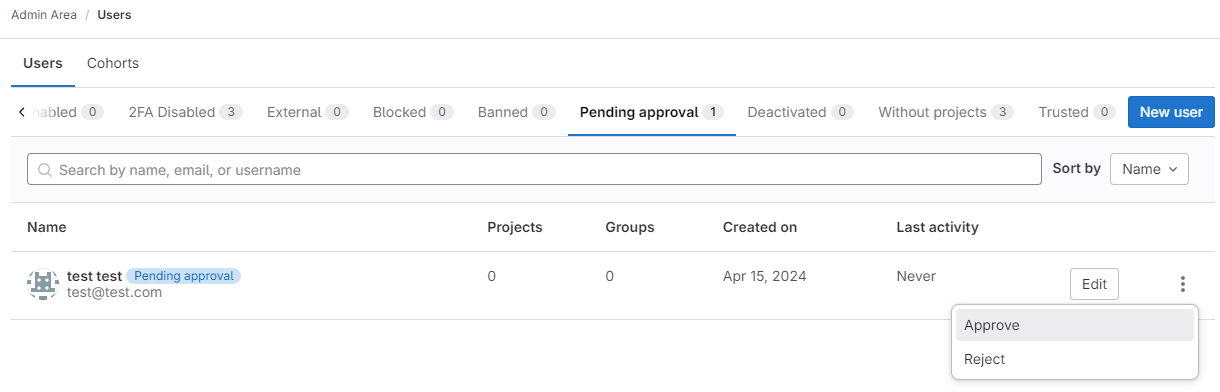 Admin Area / Users
Users Cohorts
nabled 0 2FA Disabled 3 External 0 Blocked 0 Banned 0 Pending approval 1 Deactivated 0 Without projects 3 Trusted 0 New user
Search by name, email, or username Sort by Name
Name Projects Groups Created on Last activity
test test Pending approval 0 0 Apr 15, 2024 Never Edit
test@test.com
Approve
Reject